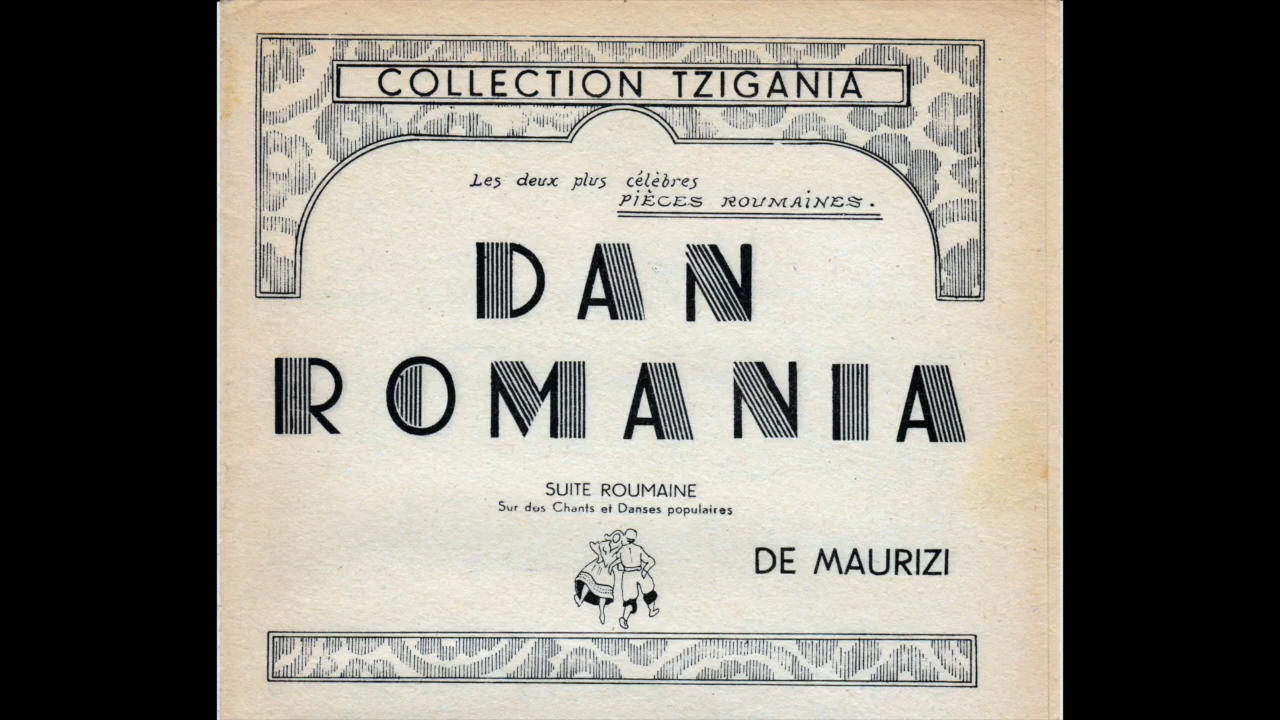 COLLECTION TZIGANIA
Les deux plus célèbres
PIÈCES ROUMAINES.
DAN
ROMANIA
SUITE ROUMAINE
Sur des Chants et Danses populaires
DE MAURIZI